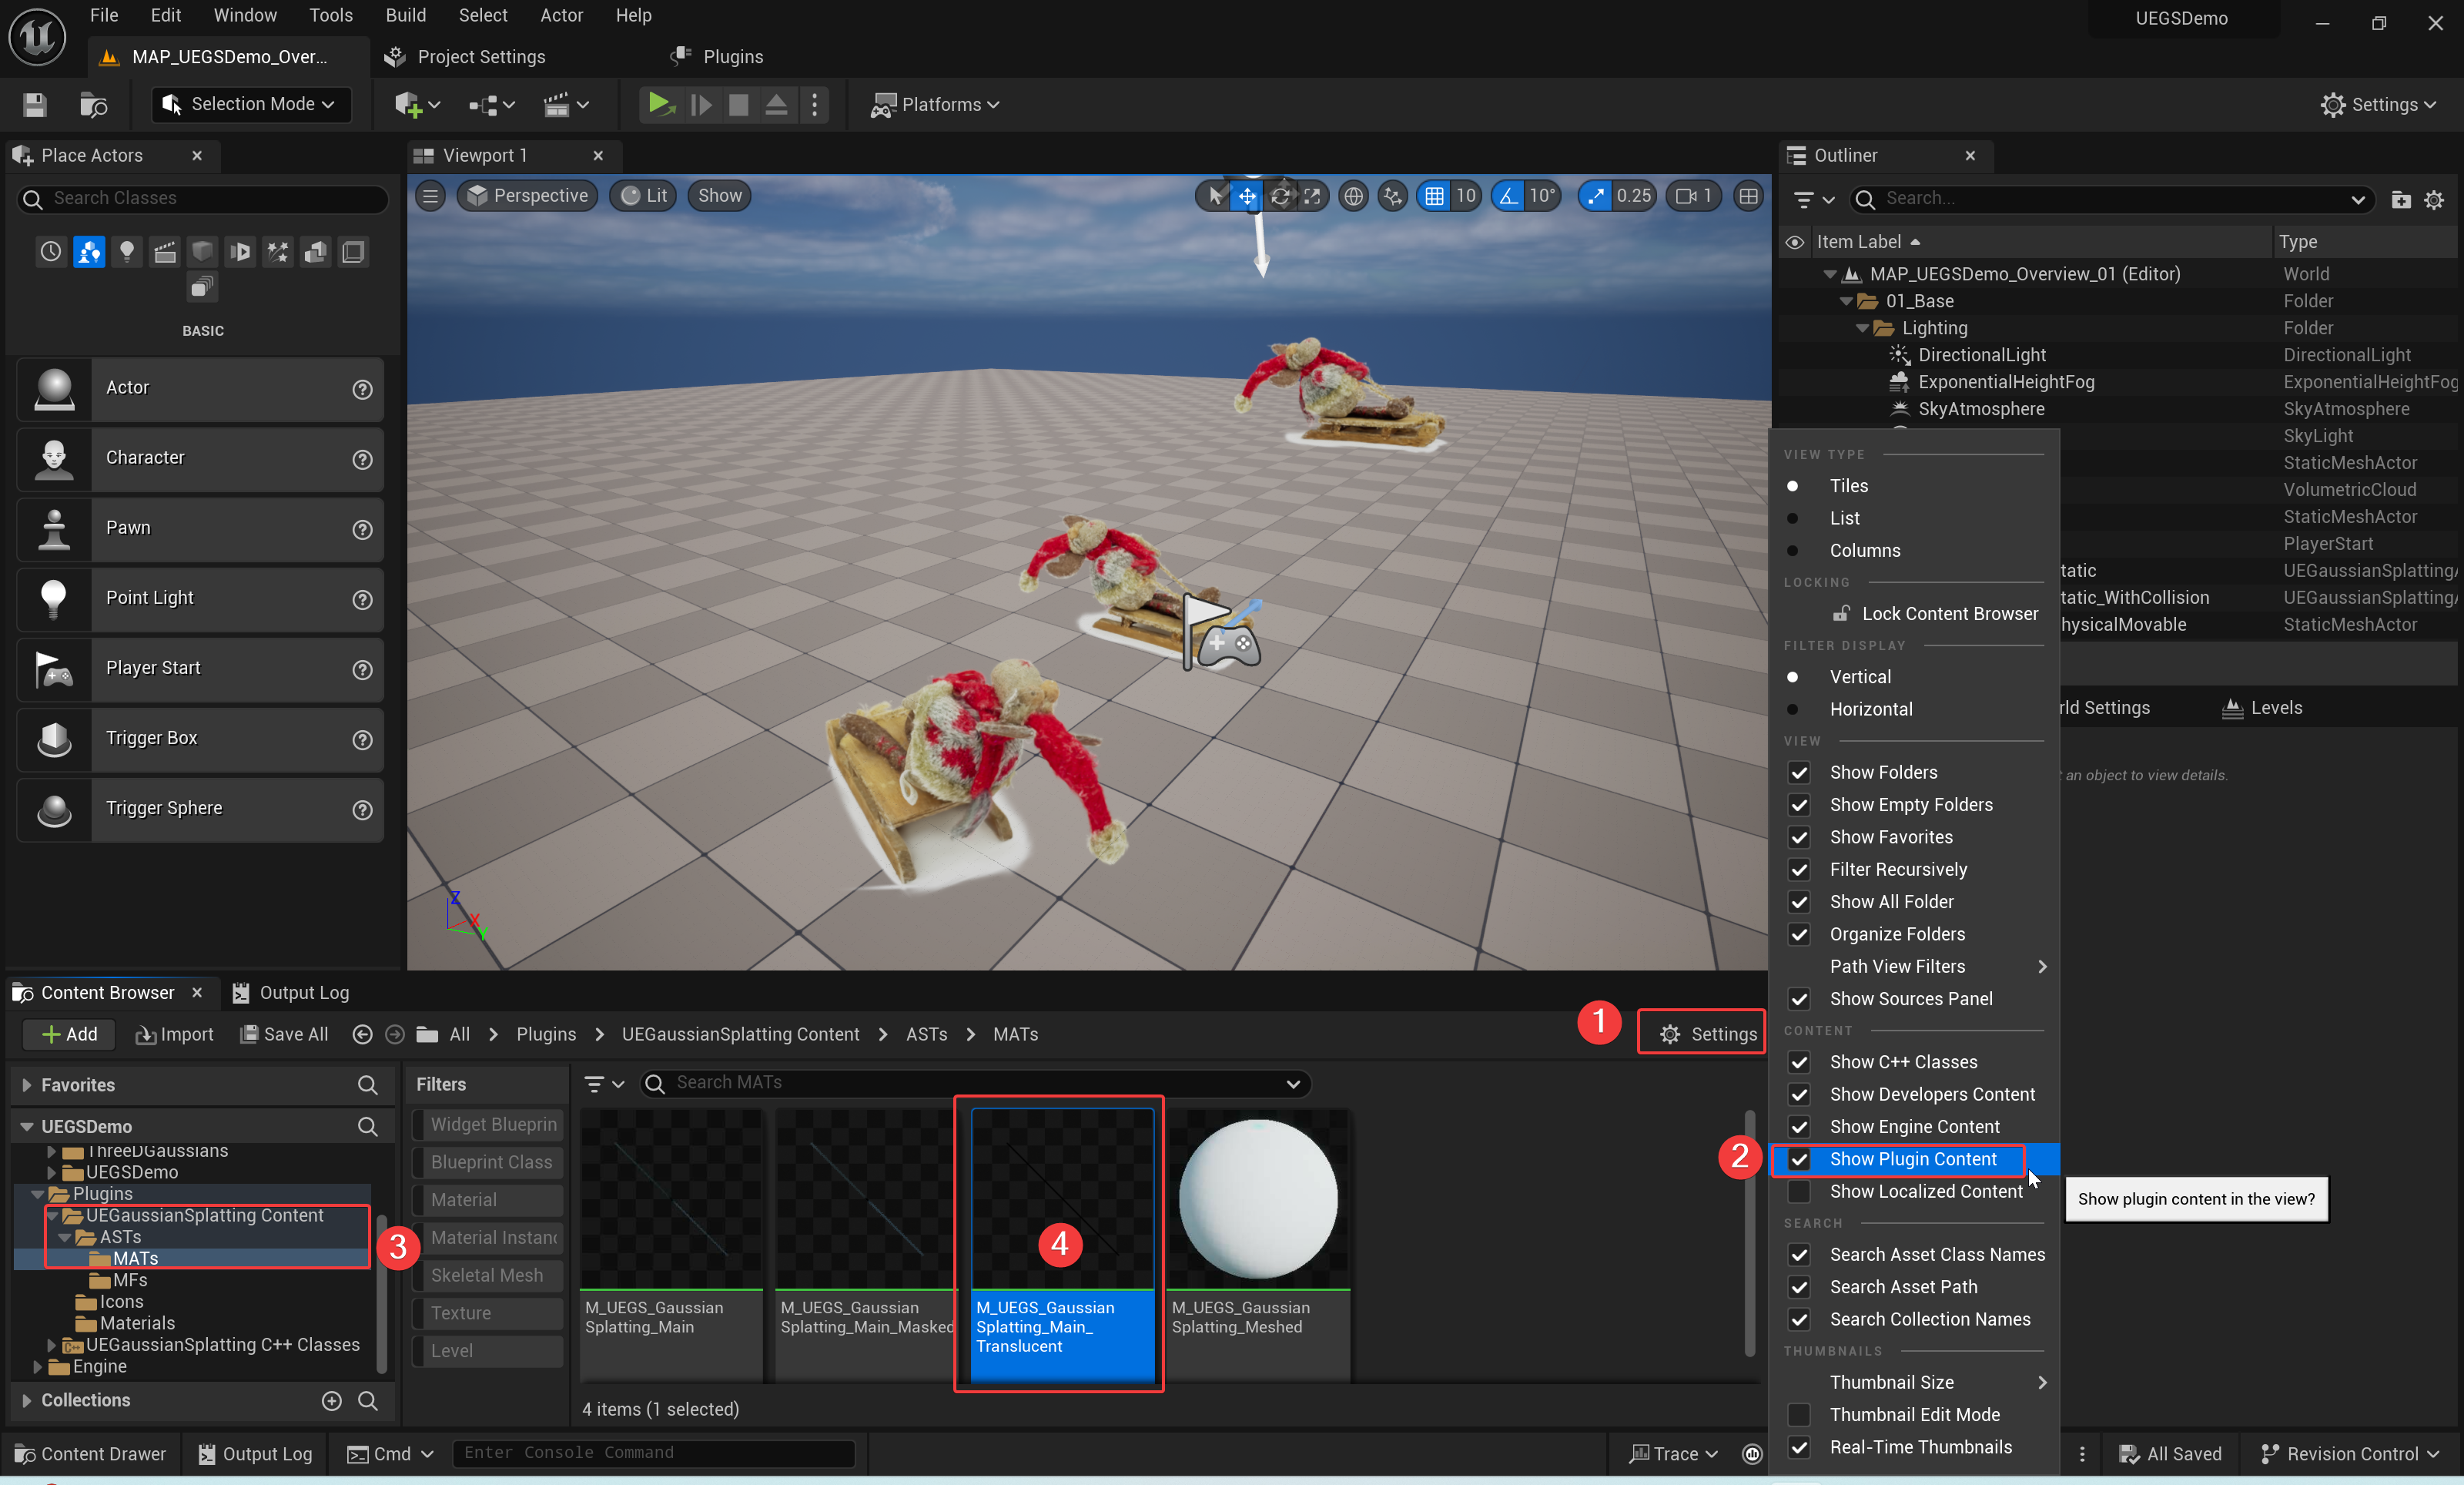 File Edit Window Tools Build Select Actor Help
UEGSDemo
MAP_UEGSDemo_Over...
Project Settings
Plugins
Selection Mode
Platforms
Settings
Place Actors
Search Classes
BASIC
Actor
Character
Pawn
Point Light
Player Start
Trigger Box
Trigger Sphere
Viewport 1
Perspective
Lit
Show
10
10°
0.25
1
Z
X
Y
Outliner
Search...
Item Label
Type
MAP_UEGSDemo_Overview_01 (Editor) World
01_Base Folder
Lighting Folder
DirectionalLight DirectionalLight
ExponentialHeightFog ExponentialHeightFog
SkyAtmosphere SkyAtmosphere
SkyLight
StaticMeshActor
VolumetricCloud
StaticMeshActor
PlayerStart
tatic UEGaussianSplatting
tatic_WithCollision UEGaussianSplatting
hysicalMovable StaticMeshActor
rld Settings
Levels
an object to view details.
VIEW TYPE
Tiles
List
Columns
LOCKING
Lock Content Browser
FILTER DISPLAY
Vertical
Horizontal
VIEW
Show Folders
Show Empty Folders
Show Favorites
Filter Recursively
Show All Folder
Organize Folders
Path View Filters
Show Sources Panel
CONTENT
Show C++ Classes
Show Developers Content
Show Engine Content
2
Show Plugin Content
Show Localized Content
Show plugin content in the view?
SEARCH
Search Asset Class Names
Search Asset Path
Search Collection Names
THUMBNAILS
Thumbnail Size
Thumbnail Edit Mode
Real-Time Thumbnails
Content Browser
Output Log
Add
Import
Save All
All > Plugins > UEGaussianSplatting Content > ASTs > MATs
1
Settings
Favorites
UEGSDemo
ThreeDGaussians
UEGSDemo
Plugins
UEGaussianSplatting Content
ASTs
MATs
3
MFs
Icons
Materials
UEGaussianSplatting C++ Classes
C++
Engine
Collections
Filters
Widget Blueprin
Blueprint Class
Material
Material Instanc
Skeletal Mesh
Texture
Level
Search MATs
M_UEGS_Gaussian
Splatting_Main
M_UEGS_Gaussian
Splatting_Main_Masked
4
M_UEGS_Gaussian
Splatting_Main_
Translucent
M_UEGS_Gaussian
Splatting_Meshed
4 items (1 selected)
Content Drawer
Output Log
Cmd
Enter Console Command
Trace
All Saved
Revision Control